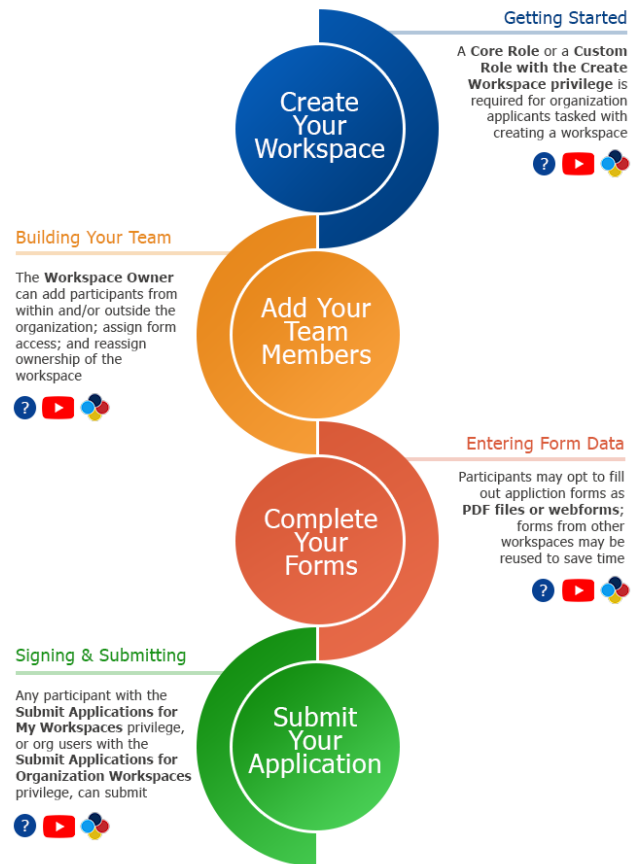 Getting Started
A Core Role or a Custom
Role with the Create
Workspace privilege is
required for organization
applicants tasked with
creating a workspace
?
Create
Your
Workspace
Building Your Team
The Workspace Owner
can add participants from
within and/or outside the
organization; assign form
access; and reassign
ownership of the
workspace
?
Add Your
Team
Members
Entering Form Data
Participants may opt to fill
out appliction forms as
PDF files or webforms;
forms from other
workspaces may be
reused to save time
?
Complete
Your
Forms
Signing & Submitting
Any participant with the
Submit Applications for
My Workspaces privilege,
or org users with the
Submit Applications for
Organization Workspaces
privilege, can submit
?
Submit
Your
Application